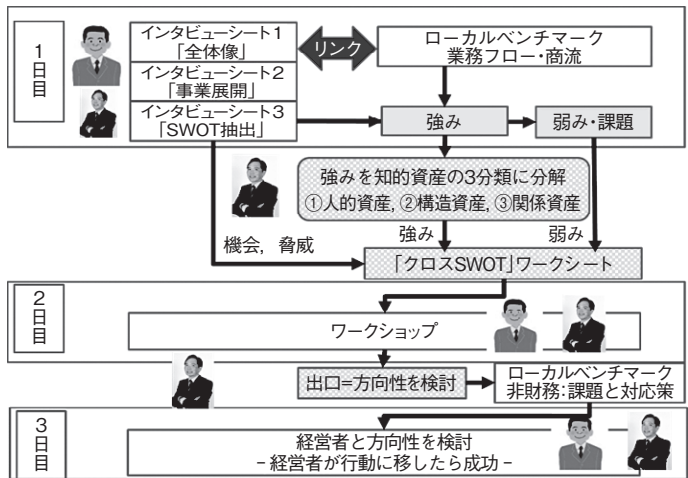 1日目
インタビューシート1
「全体像」
インタビューシート2
「事業展開」
インタビューシート3
「SWOT抽出」
リンク
ローカルベンチマーク
業務フロー・商流
強み
弱み・課題
強みを知的資産の3分類に分解
①人的資産,②構造資産,③関係資産
強み
弱み
機会,脅威
「クロスSWOT」ワークシート
2日目
ワークショップ
出口=方向性を検討
ローカルベンチマーク
非財務:課題と対応策
3日目
経営者と方向性を検討
-経営者が行動に移したら成功-